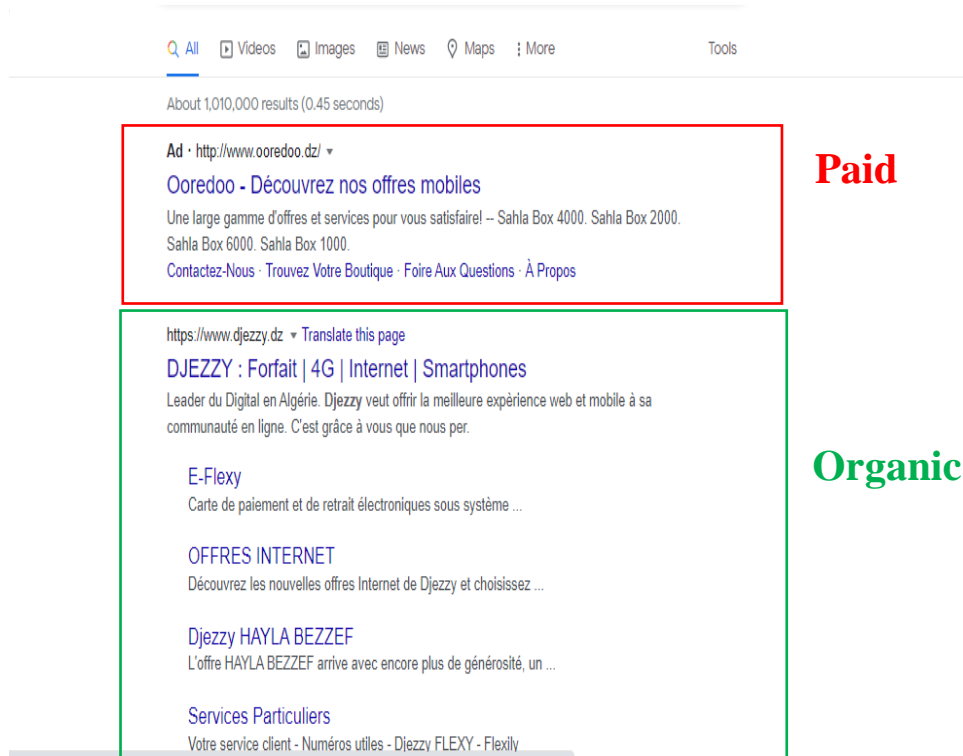 All Videos Images News Maps More Tools
About 1,010,000 results (0.45 seconds)
Ad · http://www.ooredoo.dz/
Paid
Ooredoo - Découvrez nos offres mobiles
Une large gamme d'offres et services pour vous satisfaire! -- Sahla Box 4000. Sahla Box 2000.
Sahla Box 6000. Sahla Box 1000.
Contactez-Nous · Trouvez Votre Boutique · Foire Aux Questions · À Propos
https://www.djezzy.dz Translate this page
DJEZZY : Forfait | 4G | Internet | Smartphones
Leader du Digital en Algérie. Djezzy veut offrir la meilleure expèrience web et mobile à sa
communauté en ligne. C'est grâce à vous que nous per.
Organic
E-Flexy
Carte de paiement et de retrait électroniques sous système ...
OFFRES INTERNET
Découvrez les nouvelles offres Internet de Djezzy et choisissez ...
Djezzy HAYLA BEZZEF
L'offre HAYLA BEZZEF arrive avec encore plus de générosité, un ...
Services Particuliers
Votre service client - Numéros utiles - Djezzy FLEXY - Flexily